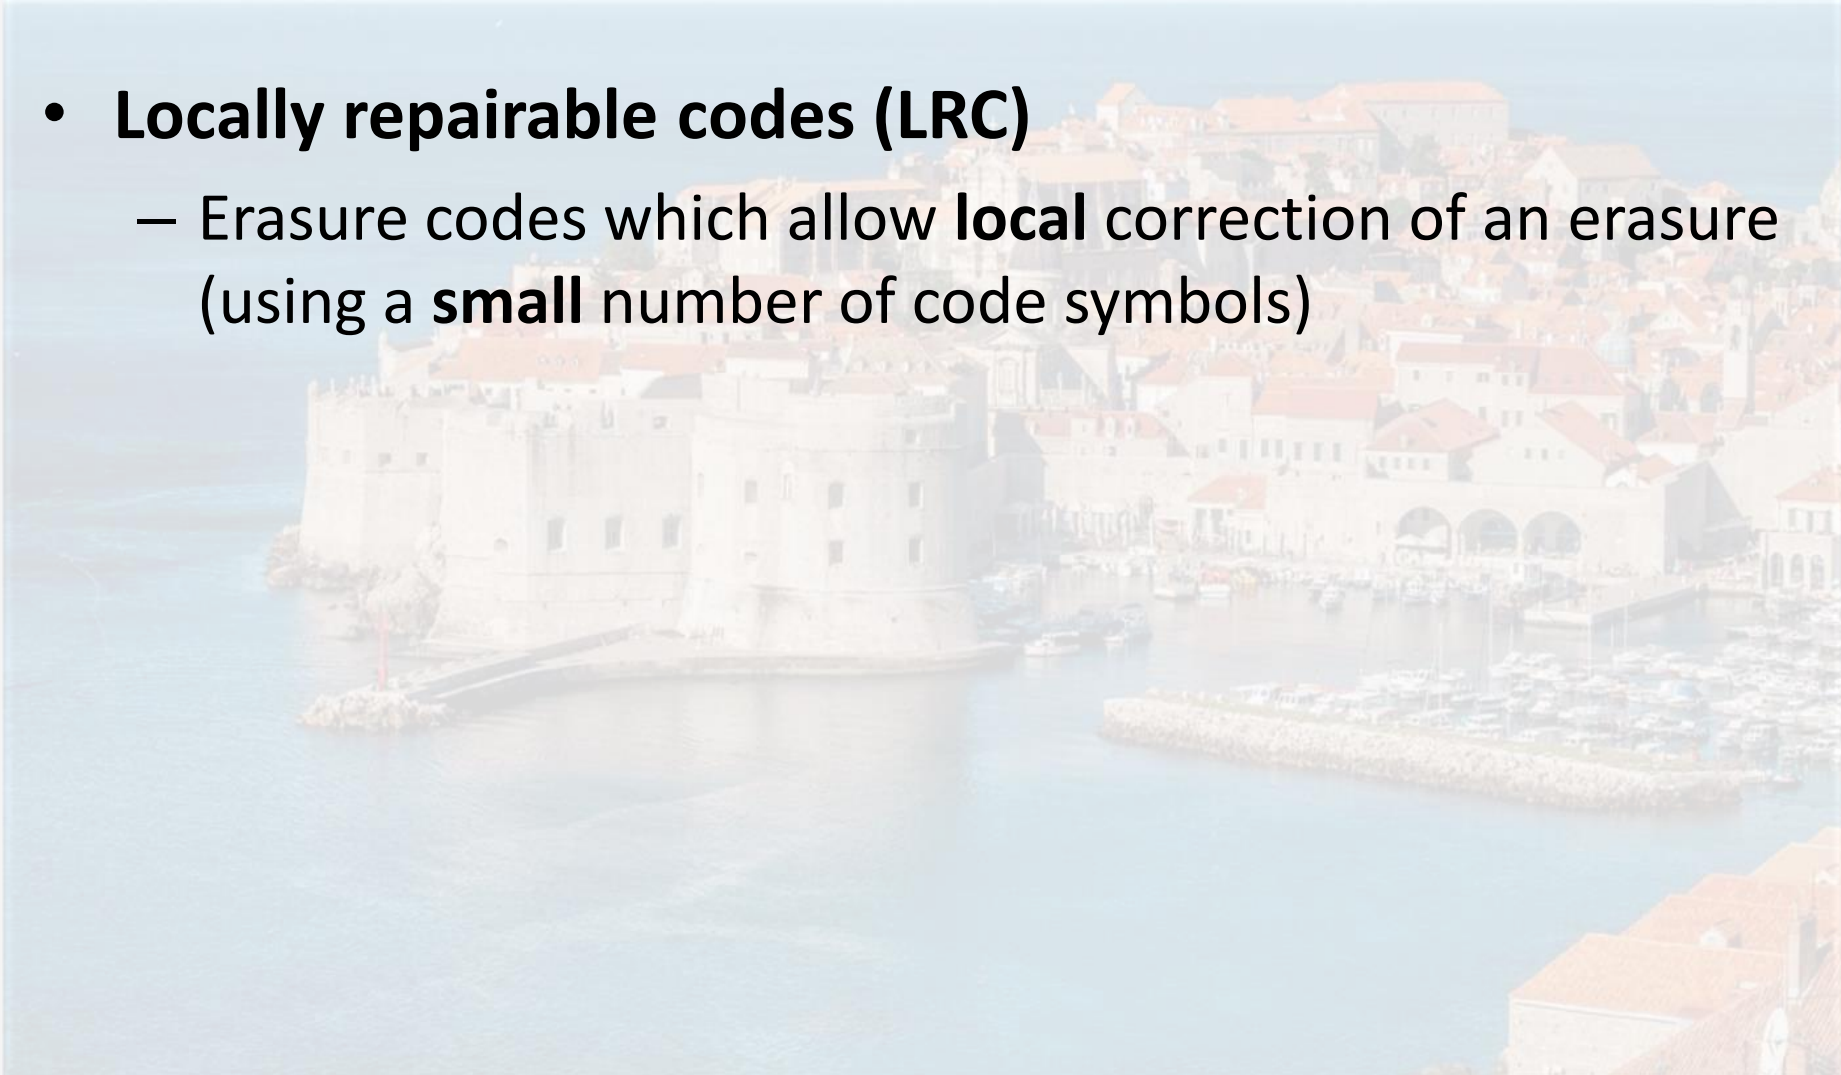 • Locally repairable codes (LRC)
– Erasure codes which allow local correction of an erasure
(using a small number of code symbols)